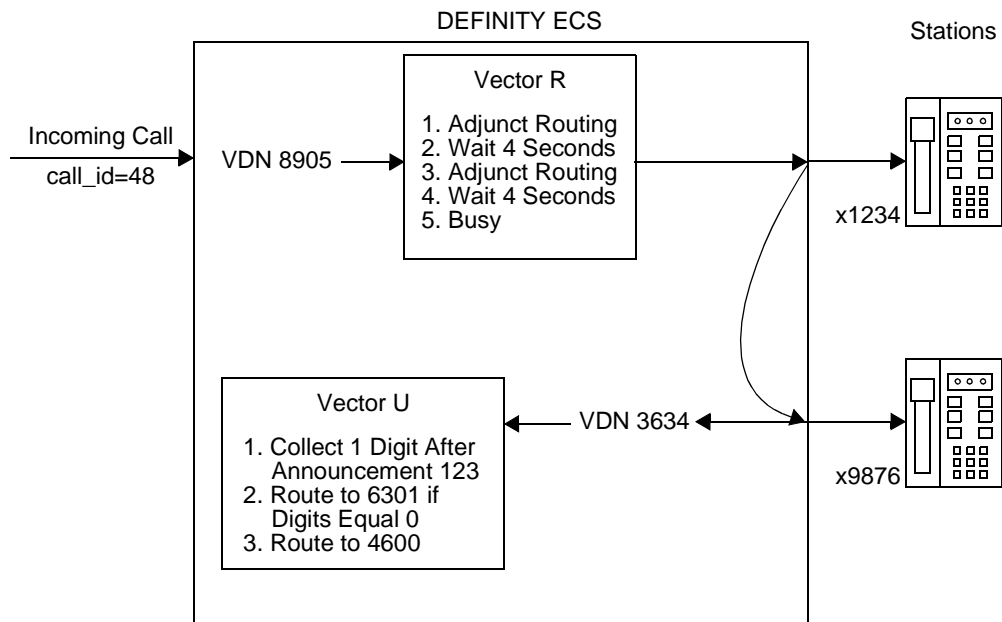 DEFINITY ECS
Stations
Vector R
1. Adjunct Routing
2. Wait 4 Seconds
3. Adjunct Routing
4. Wait 4 Seconds
5. Busy
Incoming Call
call_id=48
VDN 8905
x1234
Vector U
1. Collect 1 Digit After
Announcement 123
2. Route to 6301 if
Digits Equal 0
3. Route to 4600
VDN 3634
x9876